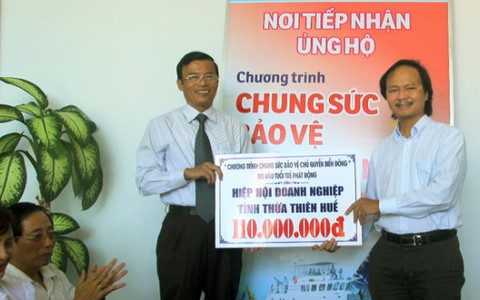 NƠI TIẾP NHẬN
ỦNG HỘ
Chương trình
CHUNG SỨC
BẢO VỆ
" CHƯƠNG TRÌNH CHUNG SỨC BẢO VỆ CHỦ QUYỀN BIỂN ĐÔNG "
DO BÁO TUỔI TRẺ PHÁT ĐỘNG
HIỆP HỘI DOANH NGHIỆP
TỈNH THỪA THIÊN HUẾ
110.000.000đ